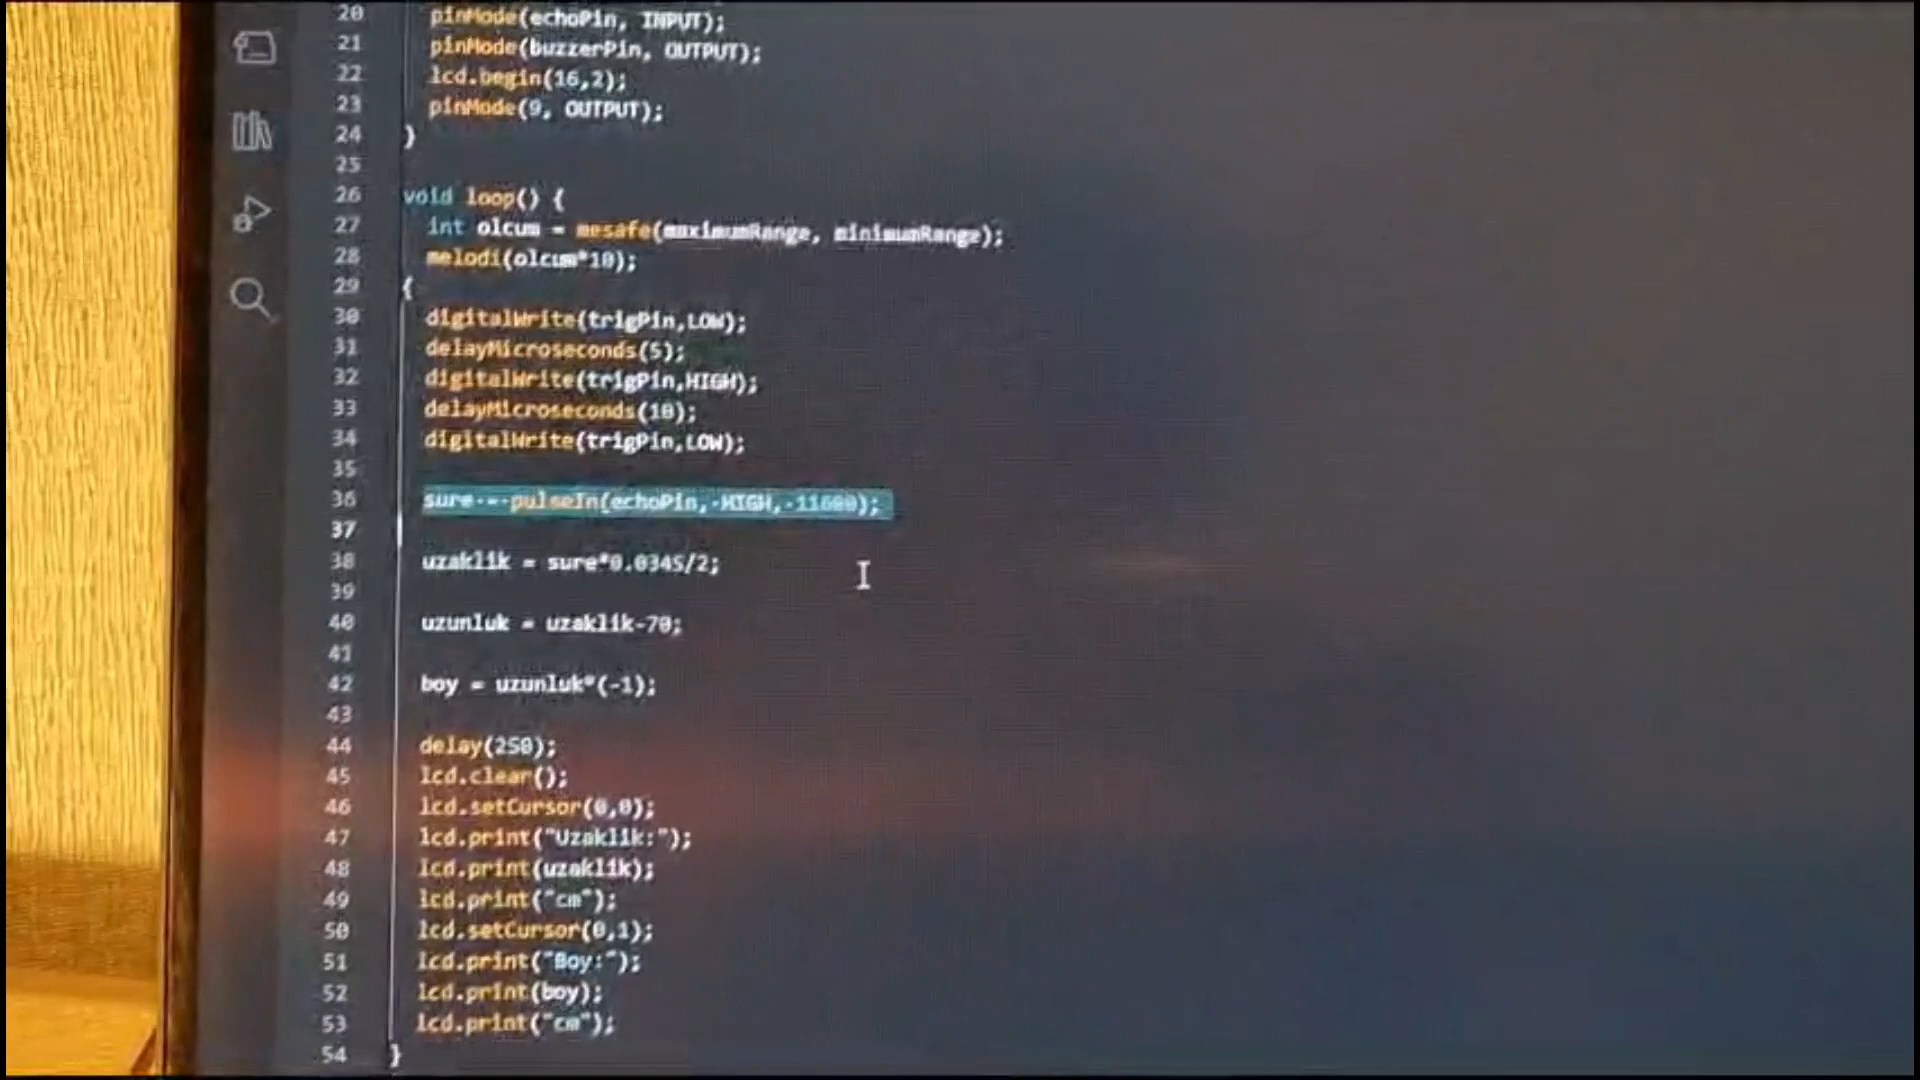 20 pinMode(echoPin, INPUT);
21 pinMode(buzzerPin, OUTPUT);
22 lcd.begin(16,2);
23 pinMode(9, OUTPUT);
24 }
25
26 void loop() {
27 int olcum = mesafe(maximumRange, minimumRange);
28 melodi(olcum*10);
29 {
30 digitalWrite(trigPin,LOW);
31 delayMicroseconds(5);
32 digitalWrite(trigPin,HIGH);
33 delayMicroseconds(10);
34 digitalWrite(trigPin,LOW);
35
36 sure·=·pulseIn(echoPin,·HIGH,·11600);
37
38 uzaklik = sure*0.0345/2;
39
40 uzunluk = uzaklik-70;
41
42 boy = uzunluk*(-1);
43
44 delay(250);
45 lcd.clear();
46 lcd.setCursor(0,0);
47 lcd.print("Uzaklik:");
48 lcd.print(uzaklik);
49 lcd.print("cm");
50 lcd.setCursor(0,1);
51 lcd.print("Boy:");
52 lcd.print(boy);
53 lcd.print("cm");
54 }